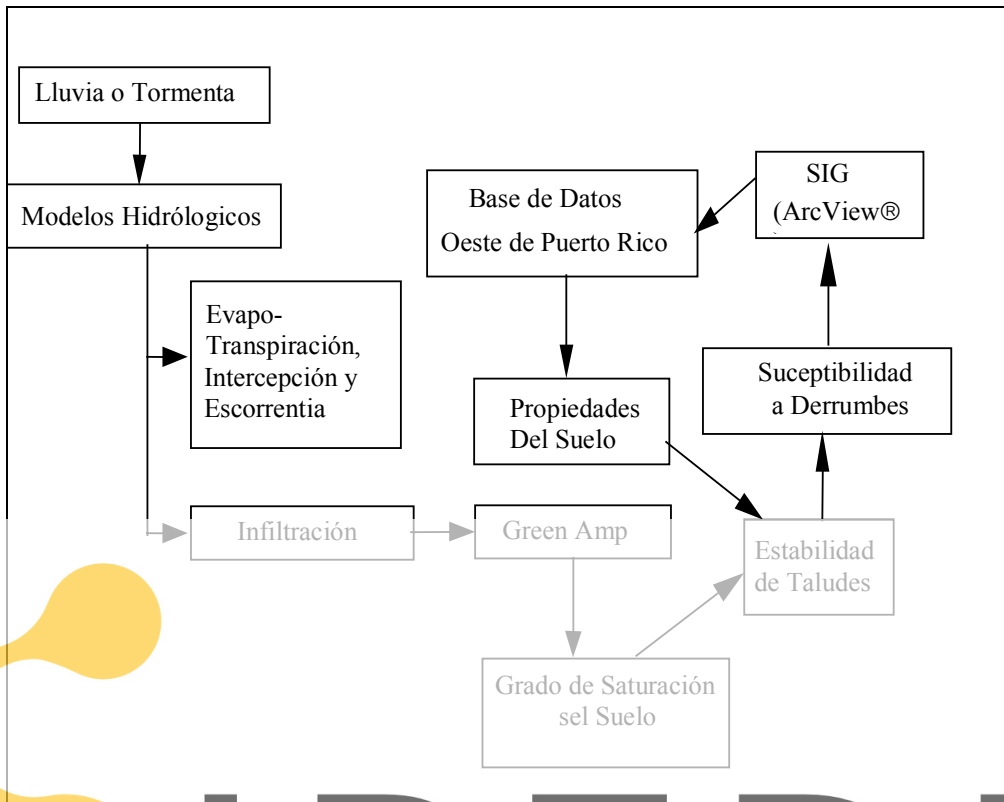 Lluvia o Tormenta
Modelos Hidrólogicos
Evapo-
Transpiración,
Intercepción y
Escorrentia
Infiltración
Green Amp
Grado de Saturación
sel Suelo
Base de Datos
Oeste de Puerto Rico
Propiedades
Del Suelo
SIG
(ArcView®
Suceptibilidad
a Derrumbes
Estabilidad
de Taludes